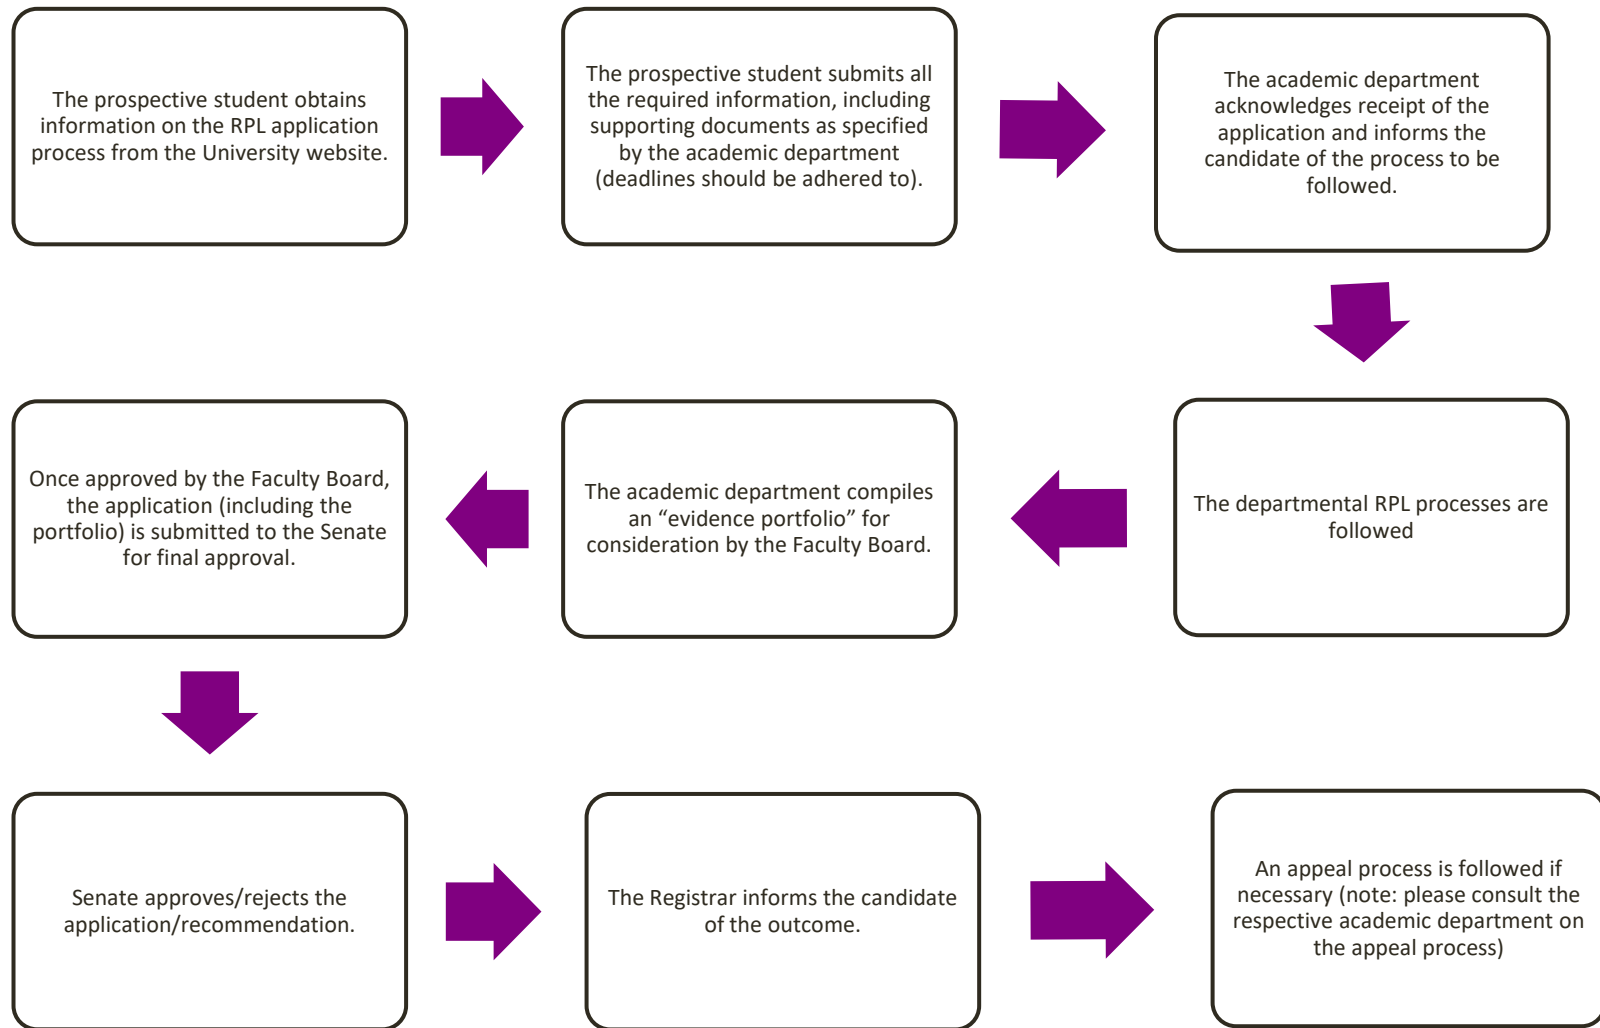 The prospective student obtains
information on the RPL application
process from the University website.
The prospective student submits all
the required information, including
supporting documents as specified
by the academic department
(deadlines should be adhered to).
The academic department
acknowledges receipt of the
application and informs the
candidate of the process to be
followed.
The departmental RPL processes are
followed
The academic department compiles
an “evidence portfolio” for
consideration by the Faculty Board.
Once approved by the Faculty Board,
the application (including the
portfolio) is submitted to the Senate
for final approval.
Senate approves/rejects the
application/recommendation.
The Registrar informs the candidate
of the outcome.
An appeal process is followed if
necessary (note: please consult the
respective academic department on
the appeal process)